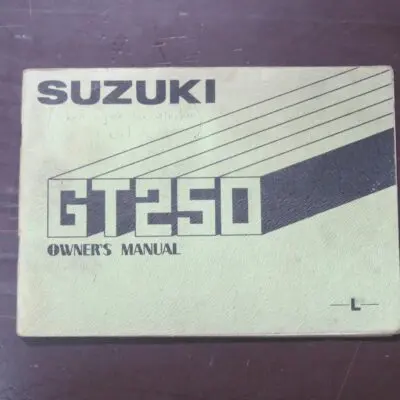 SUZUKI
GT250
OWNER'S MANUAL
—L—